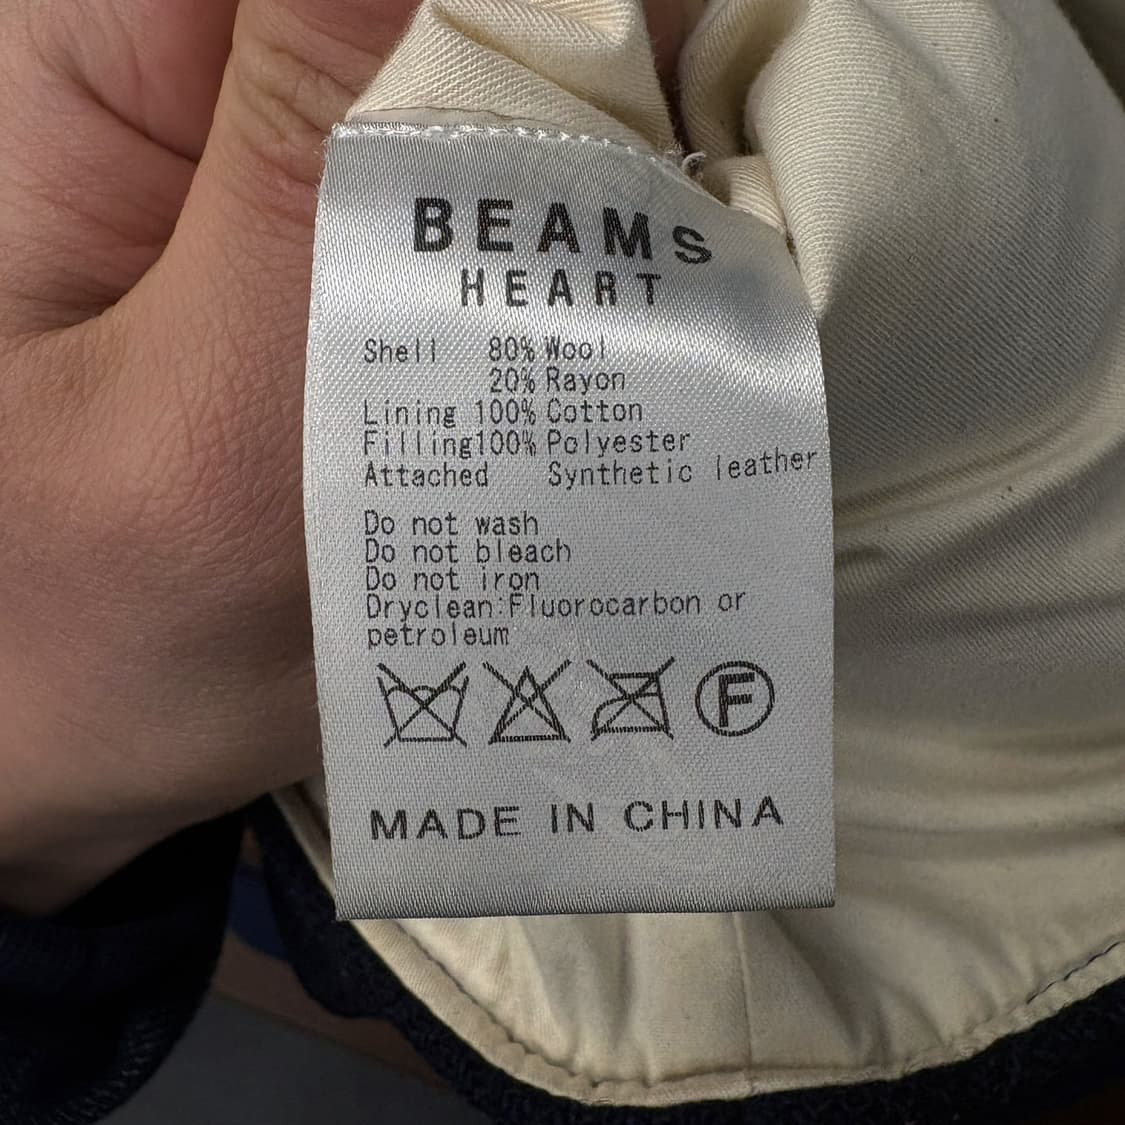 BEAMS
HEART
Shell 80% Wool
20% Rayon
Lining 100% Cotton
Filling100% Polyester
Attached Synthetic leather
Do not wash
Do not bleach
Do not iron
Dryclean:Fluorocarbon or
petroleum
F
MADE IN CHINA